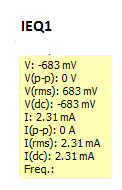 IEQ1
V: -683 mV
V(p-p): 0 V
V(rms): 683 mV
V(dc): -683 mV
I: 2.31 mA
I(p-p): 0 A
I(rms): 2.31 mA
I(dc): 2.31 mA
Freq.: